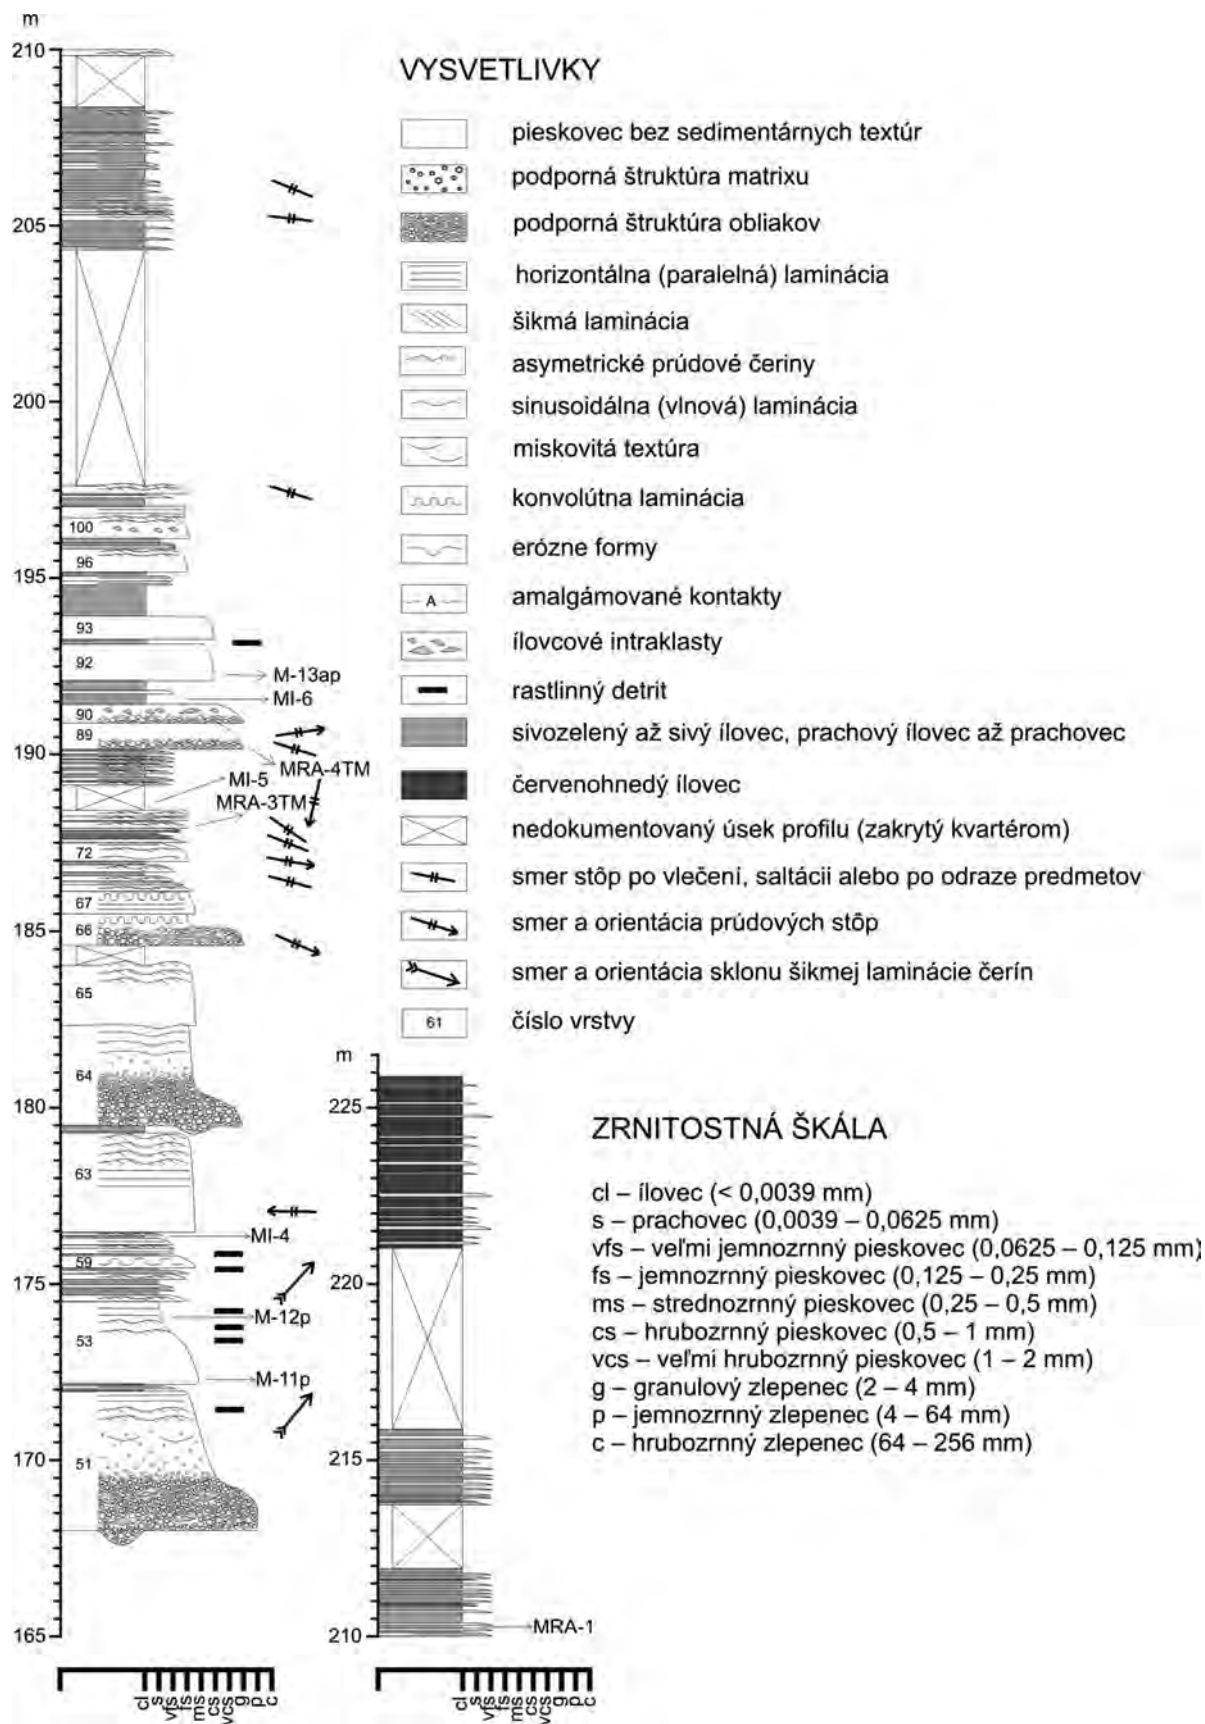 m
210
205
200
195
190
185
180
175
170
165
100
96
93
92
90
89
72
67
66
65
64
63
59
53
51
M-13ap
MI-6
MRA-4TM
MI-5
MRA-3TM
MI-4
M-12p
M-11p
cl
s
vfs
fs
ms
cs
vcs
g
p
c
VYSVETLIVKY
pieskovec bez sedimentárnych textúr
podporná štruktúra matrixu
podporná štruktúra obliakov
horizontálna (paralelná) laminácia
šikmá laminácia
asymetrické prúdové čeriny
sinusoidálna (vlnová) laminácia
miskovitá textúra
konvolútna laminácia
erózne formy
A amalgámované kontakty
ílovcové intraklasty
rastlinný detrit
sivozelený až sivý ílovec, prachový ílovec až prachovec
červenohnedý ílovec
nedokumentovaný úsek profilu (zakrytý kvartérom)
smer stôp po vlečení, saltácii alebo po odraze predmetov
smer a orientácia prúdových stôp
smer a orientácia sklonu šikmej laminácie čerín
61 číslo vrstvy
m
225
220
215
210
MRA-1
cl
s
vfs
fs
ms
cs
vcs
g
p
c
ZRNITOSTNÁ ŠKÁLA
cl – ílovec (< 0,0039 mm)
s – prachovec (0,0039 – 0,0625 mm)
vfs – veľmi jemnozrnný pieskovec (0,0625 – 0,125 mm)
fs – jemnozrnný pieskovec (0,125 – 0,25 mm)
ms – strednozrnný pieskovec (0,25 – 0,5 mm)
cs – hrubozrnný pieskovec (0,5 – 1 mm)
vcs – veľmi hrubozrnný pieskovec (1 – 2 mm)
g – granulový zlepenec (2 – 4 mm)
p – jemnozrnný zlepenec (4 – 64 mm)
c – hrubozrnný zlepenec (64 – 256 mm)